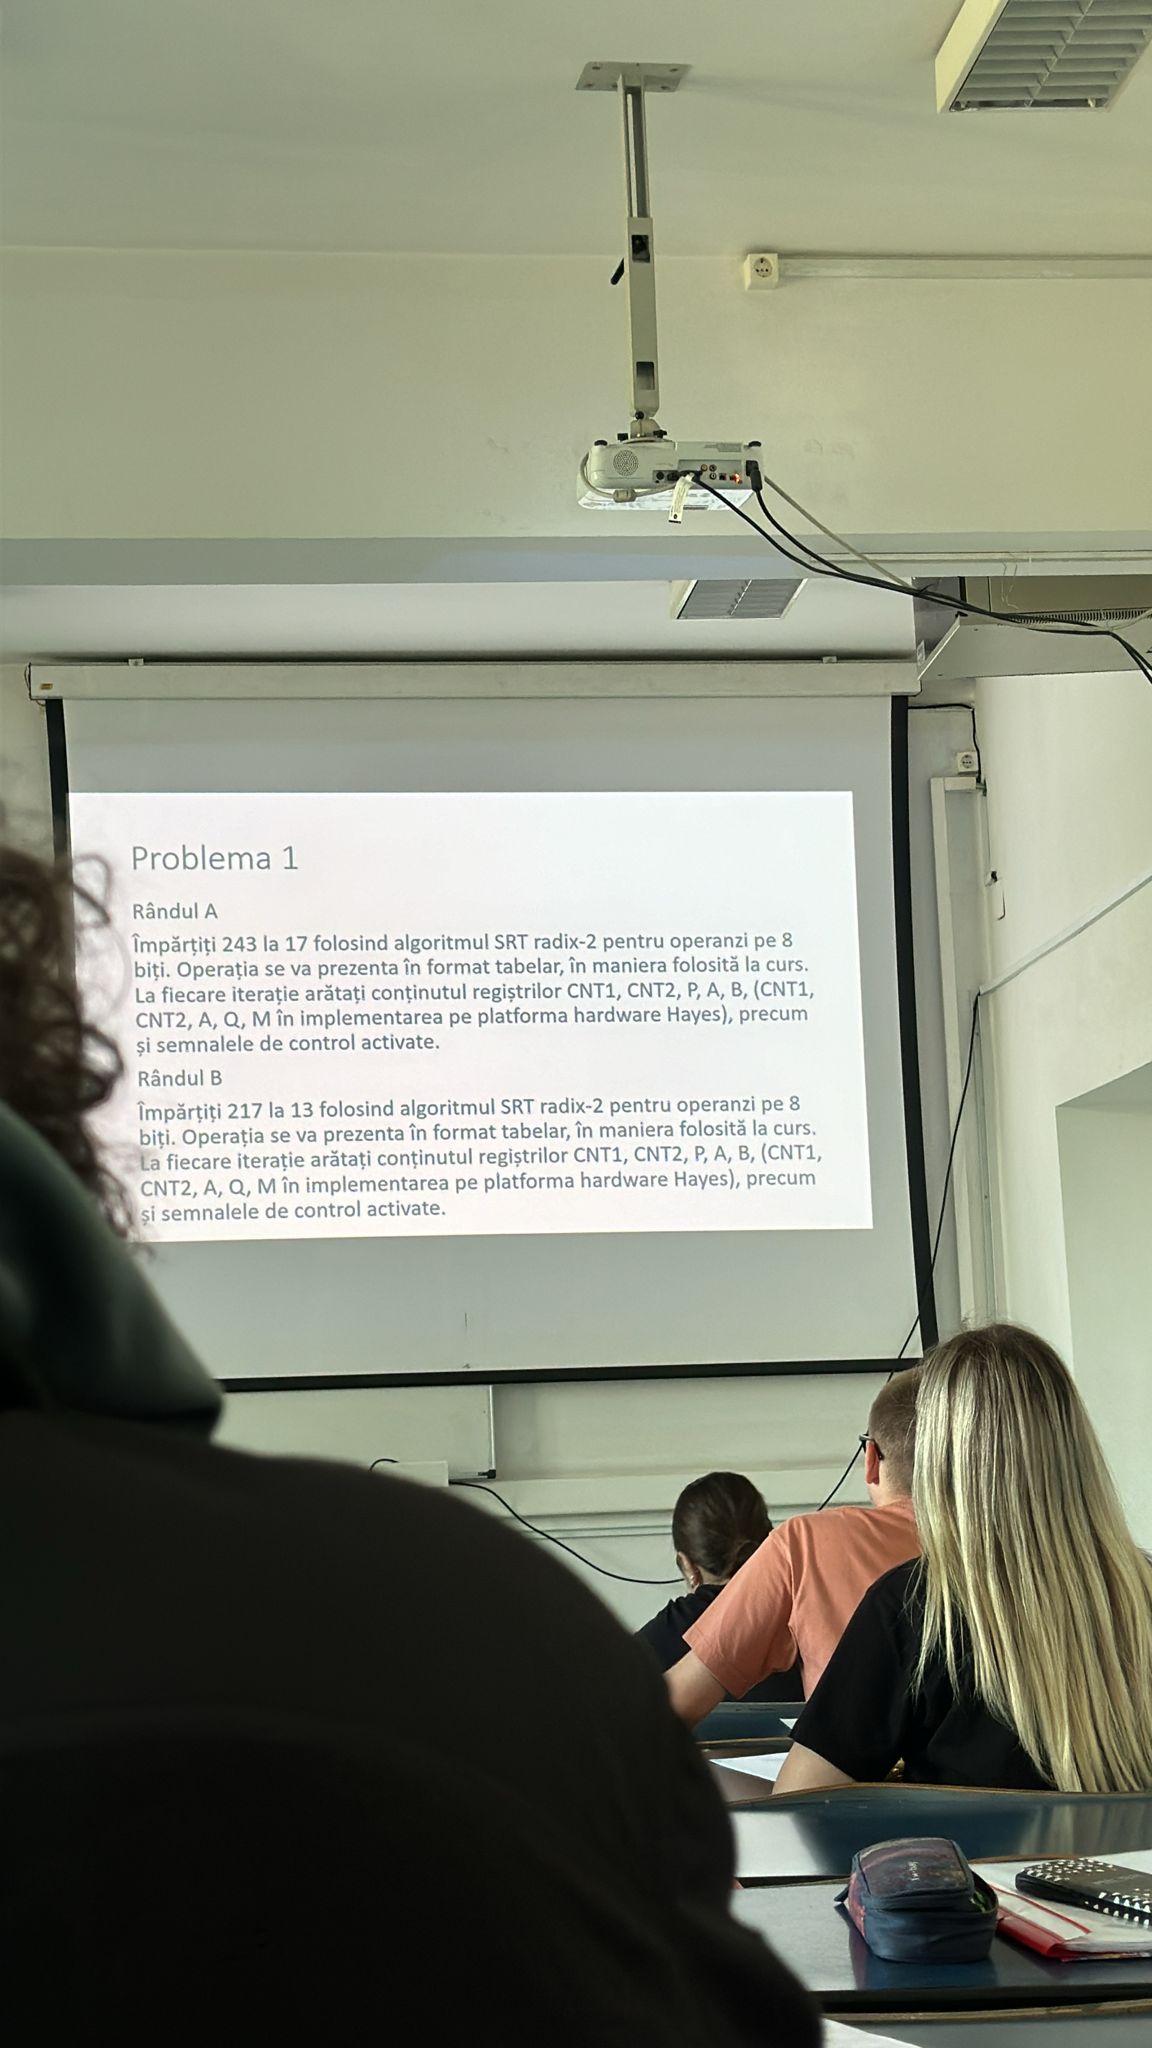 Problema 1
Rândul A
Împărțiți 243 la 17 folosind algoritmul SRT radix-2 pentru operanzi pe 8
biți. Operația se va prezenta în format tabelar, în maniera folosită la curs.
La fiecare iterație arătați conținutul regiștrilor CNT1, CNT2, P, A, B, (CNT1,
CNT2, A, Q, M în implementarea pe platforma hardware Hayes), precum
și semnalele de control activate.
Rândul B
Împărțiți 217 la 13 folosind algoritmul SRT radix-2 pentru operanzi pe 8
biți. Operația se va prezenta în format tabelar, în maniera folosită la curs.
La fiecare iterație arătați conținutul regiștrilor CNT1, CNT2, P, A, B, (CNT1,
CNT2, A, Q, M în implementarea pe platforma hardware Hayes), precum
și semnalele de control activate.